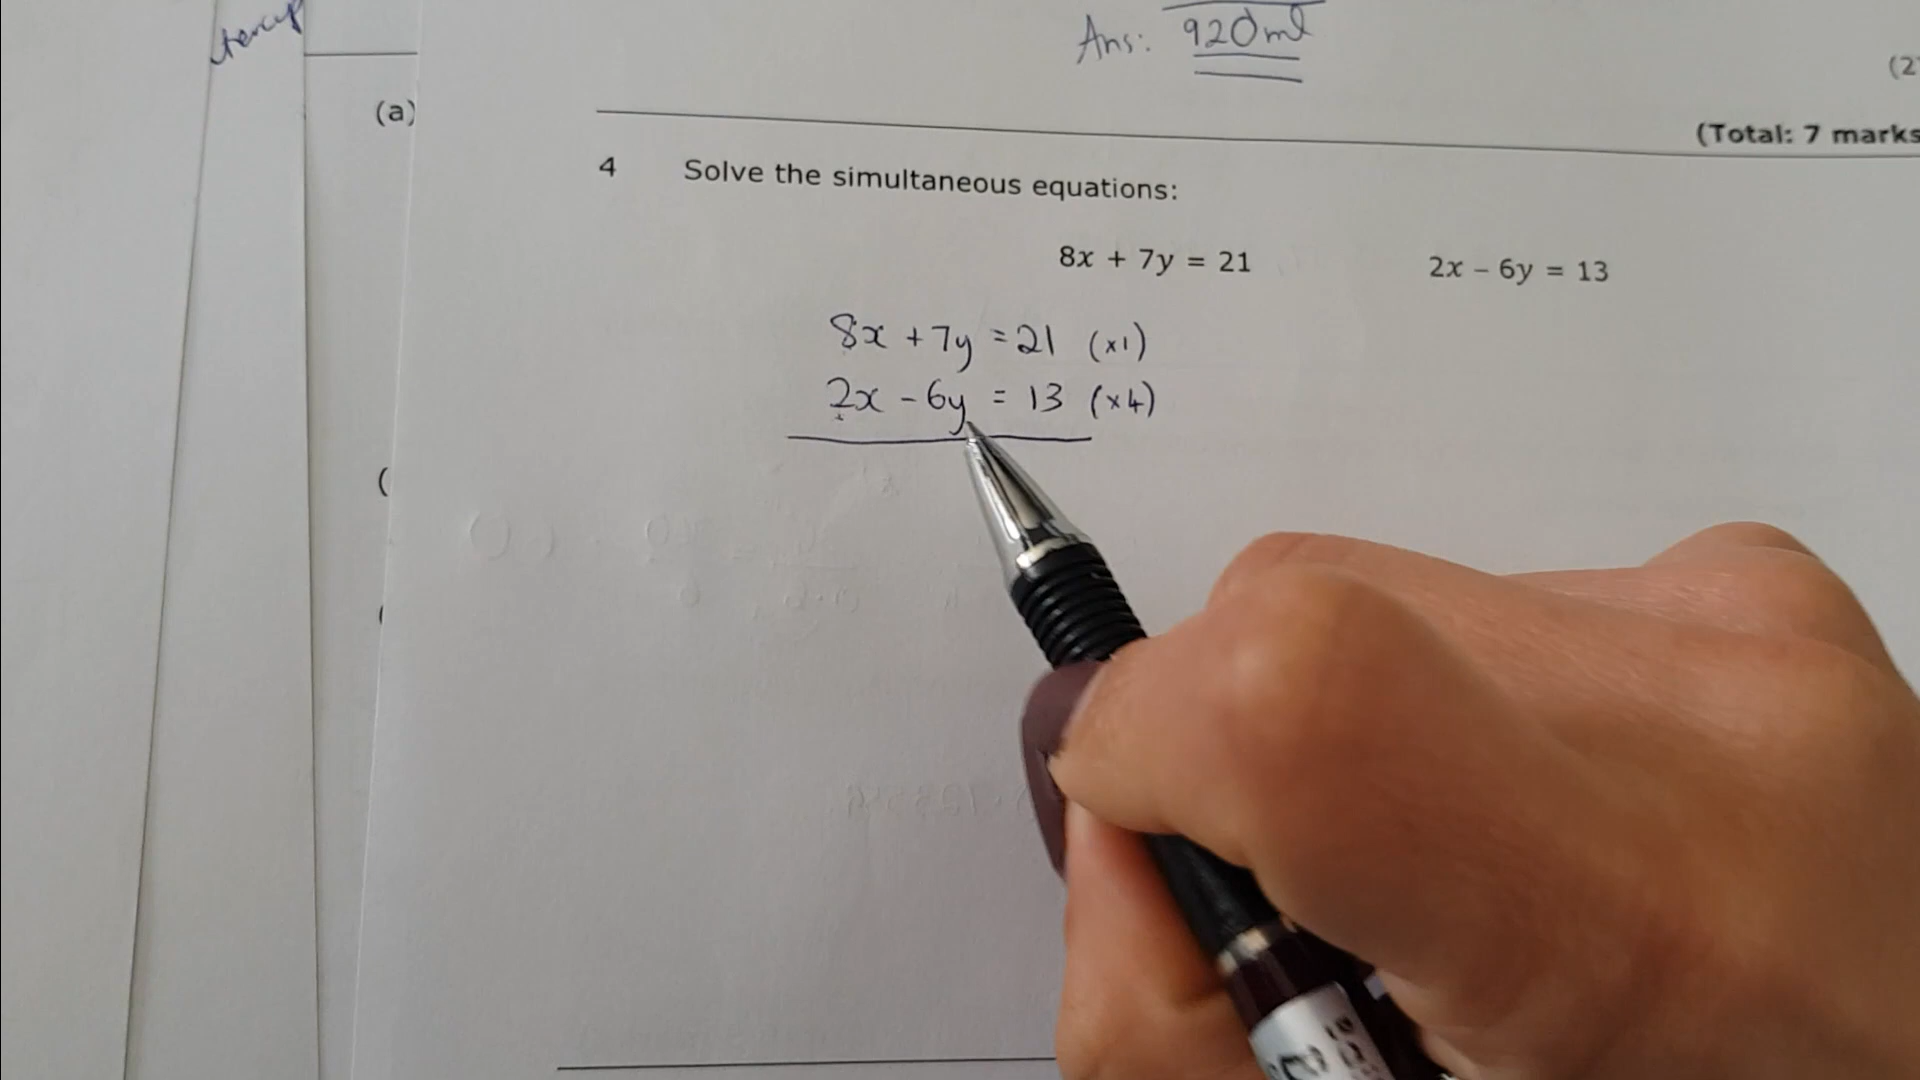 Ans: 920ml
(2
(a)
(Total: 7 marks
4 Solve the simultaneous equations:
8x + 7y = 21 2x – 6y = 13
8x + 7y = 21 (×1)
2x - 6y = 13 (×4)
(